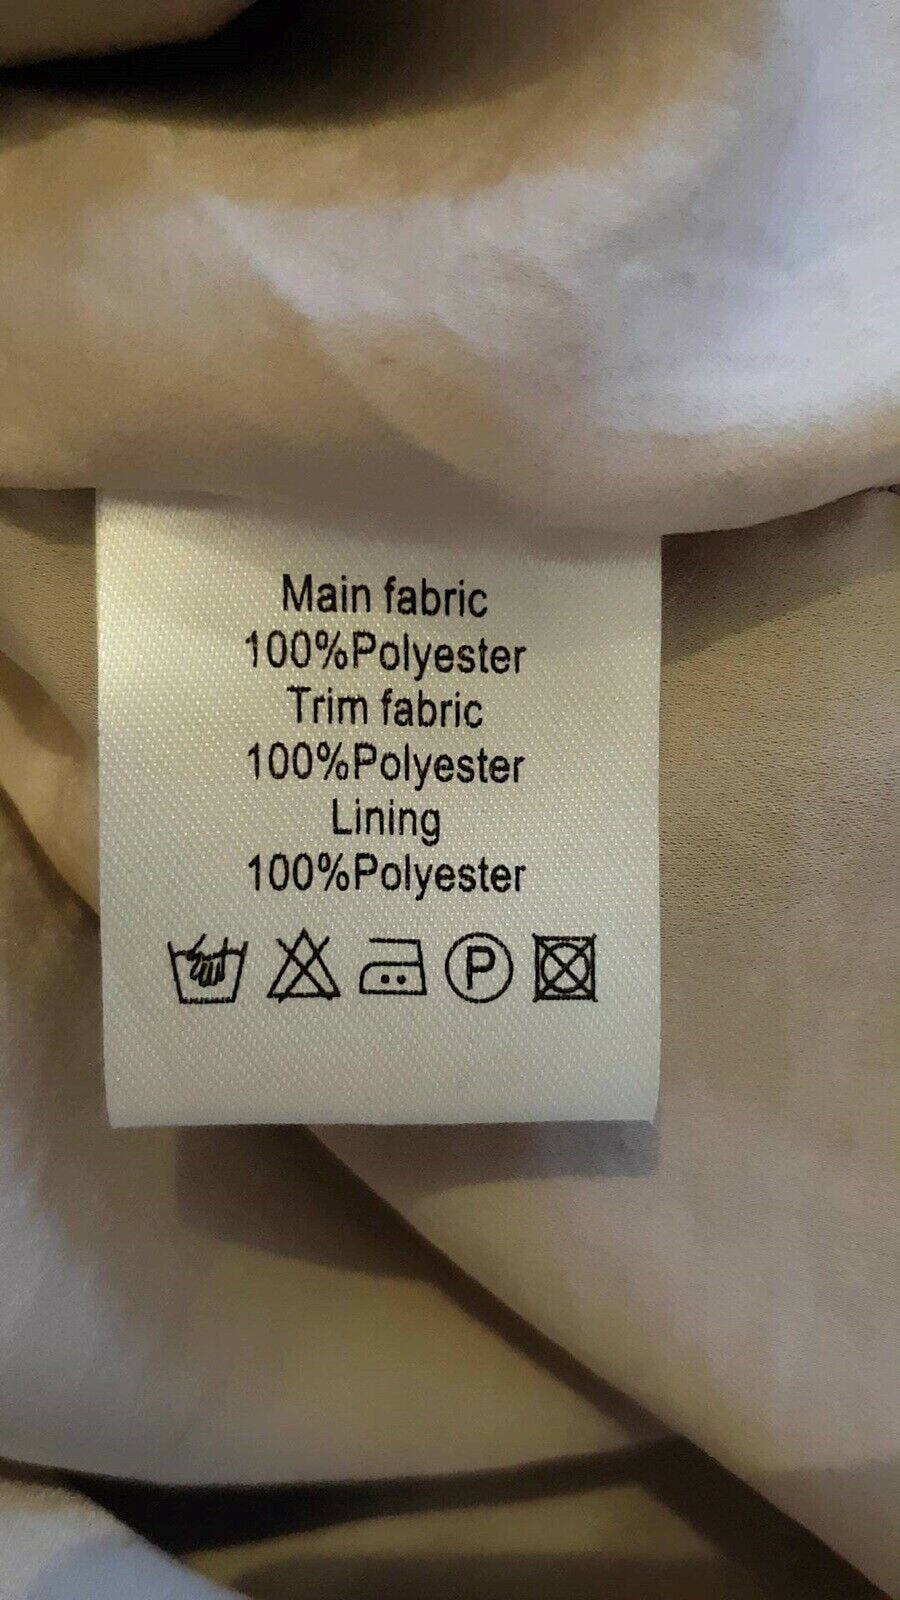 Main fabric
100%Polyester
Trim fabric
100%Polyester
Lining
100%Polyester
P